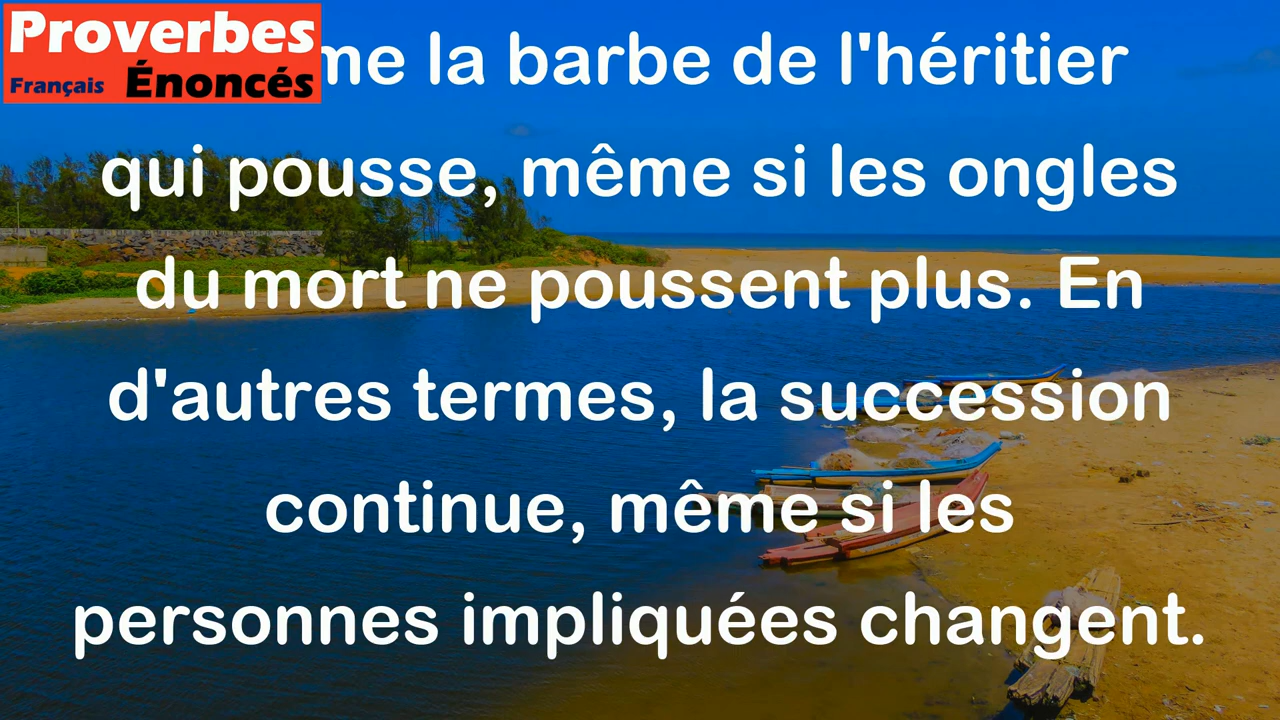 Proverbes
Français Énoncés
me la barbe de l'héritier
qui pousse, même si les ongles
du mort ne poussent plus. En
d'autres termes, la succession
continue, même si les
personnes impliquées changent.